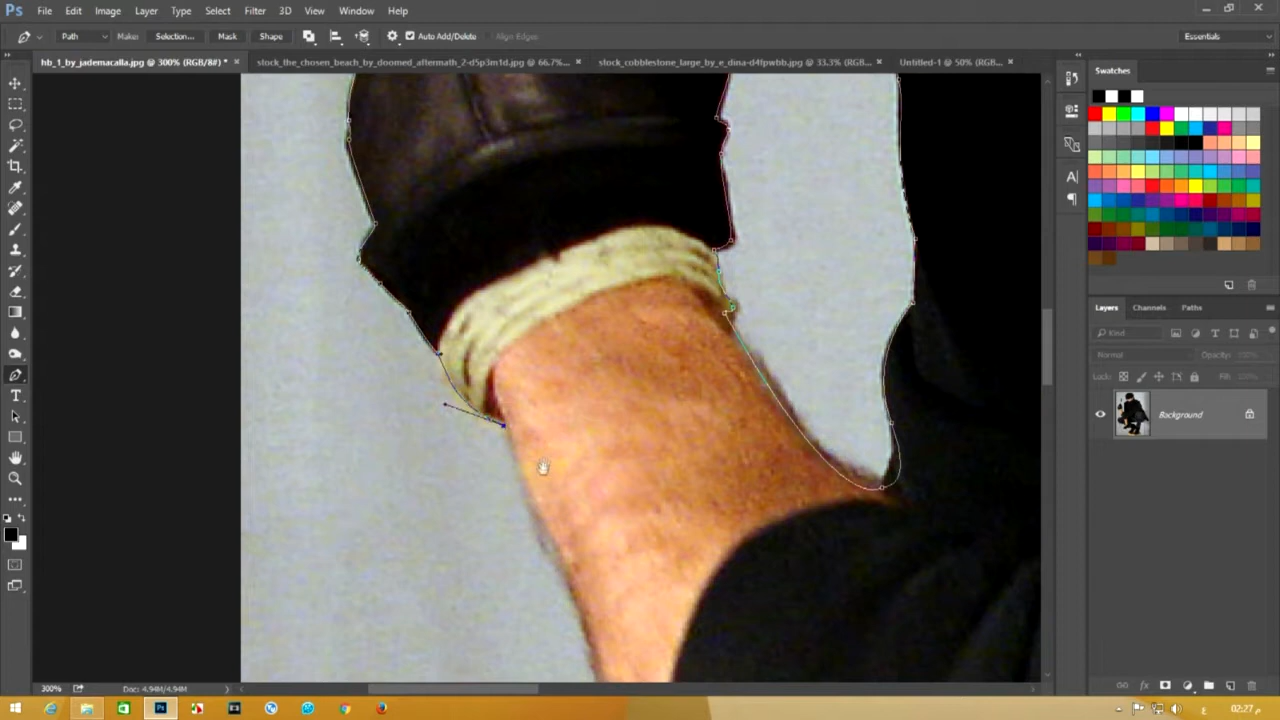 Ps File Edit Image Layer Type Select Filter 3D View Window Help
Path Make: Selection... Mask Shape Auto Add/Delete Align Edges Essentials
hb_1_by_jademacalla.jpg @ 300% (RGB/8#) * × stock_the_chosen_beach_by_doomed_aftermath_2-d5p3m1d.jpg @ 66.7%... × stock_cobblestone_large_by_e_dina-d4fpwbb.jpg @ 33.3% (RGB/8... × Untitled-1 @ 50% (RGB... ×
Swatches
Layers Channels Paths
Kind
Normal Opacity: 100%
Lock: Fill: 100%
Background
300% Doc: 4.94M/4.94M
02:27 م